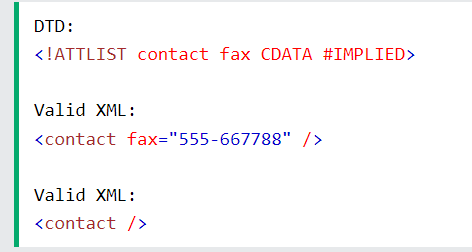 DTD:
<!ATTLIST contact fax CDATA #IMPLIED>
Valid XML:
<contact fax="555-667788" />
Valid XML:
<contact />